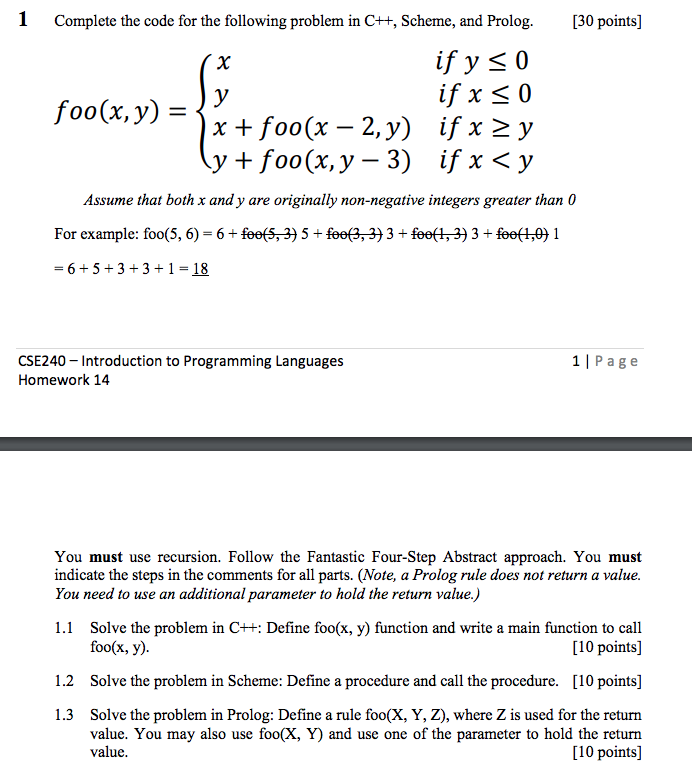 1 Complete the code for the following problem in C++, Scheme, and Prolog. [30 points]
foo(x, y) = { x if y ≤ 0
y if x ≤ 0
x + foo(x − 2, y) if x ≥ y
y + foo(x, y − 3) if x < y
Assume that both x and y are originally non-negative integers greater than 0
For example: foo(5, 6) = 6 + foo(5, 3) 5 + foo(3, 3) 3 + foo(1, 3) 3 + foo(1,0) 1
= 6 + 5 + 3 + 3 + 1 = 18
CSE240 – Introduction to Programming Languages 1 | P a g e
Homework 14
You must use recursion. Follow the Fantastic Four-Step Abstract approach. You must
indicate the steps in the comments for all parts. (Note, a Prolog rule does not return a value.
You need to use an additional parameter to hold the return value.)
1.1 Solve the problem in C++: Define foo(x, y) function and write a main function to call
foo(x, y). [10 points]
1.2 Solve the problem in Scheme: Define a procedure and call the procedure. [10 points]
1.3 Solve the problem in Prolog: Define a rule foo(X, Y, Z), where Z is used for the return
value. You may also use foo(X, Y) and use one of the parameter to hold the return
value. [10 points]